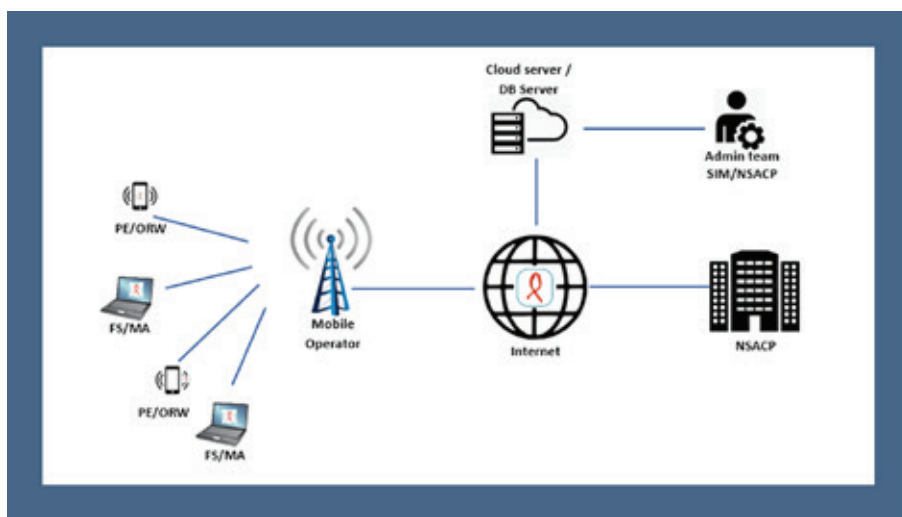 Cloud server /
DB Server
Admin team
SIM/NSACP
PE/ORW
FS/MA
Mobile
Operator
Internet
NSACP
PE/ORW
FS/MA